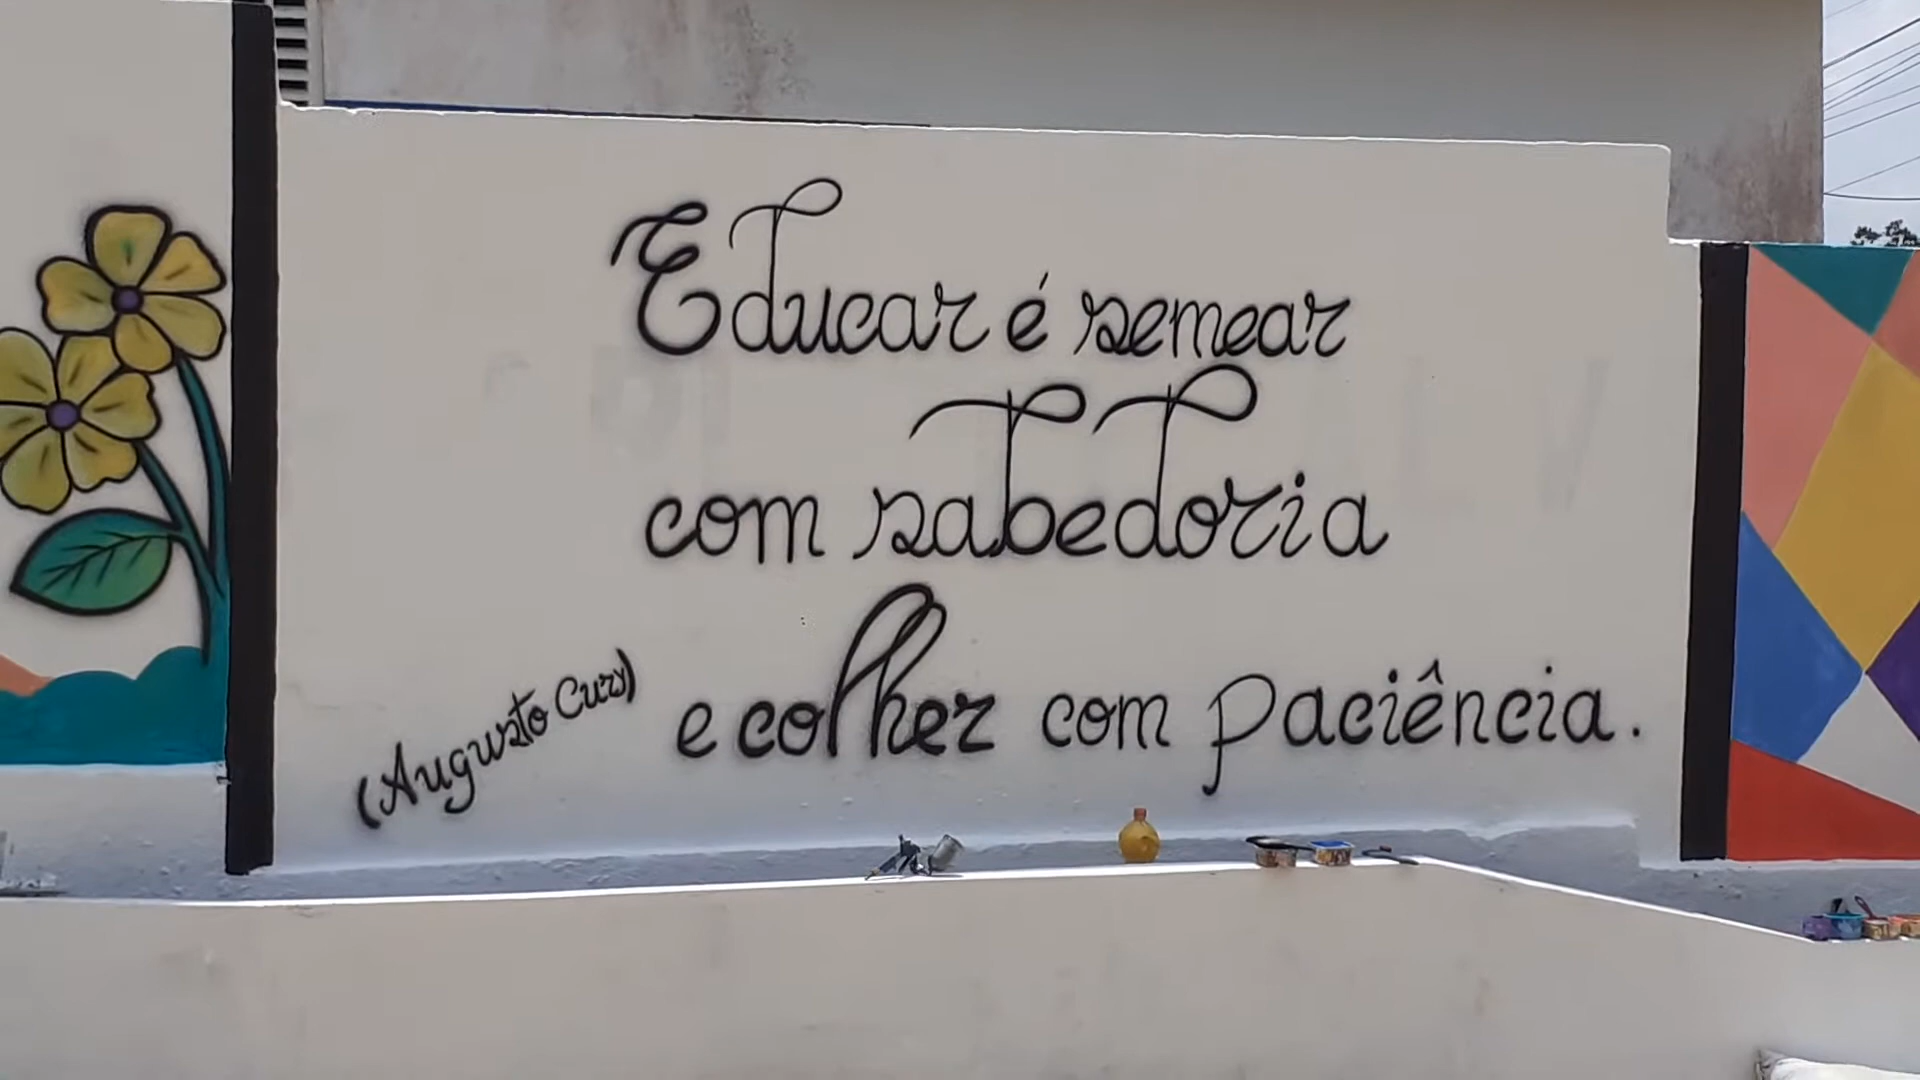 Educar é semear
com sabedoria
e colher com paciência.
(Augusto Cury)